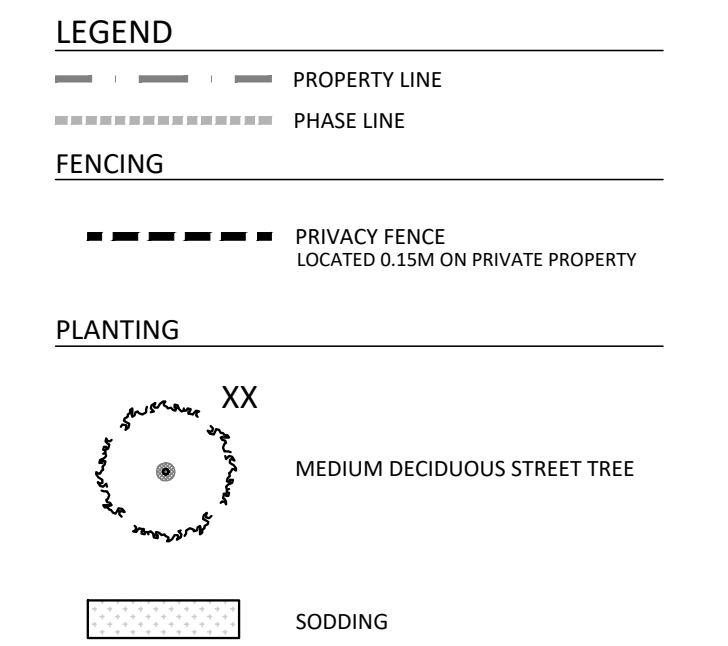 LEGEND
PROPERTY LINE
PHASE LINE
FENCING
PRIVACY FENCE
LOCATED 0.15M ON PRIVATE PROPERTY
PLANTING
XX
MEDIUM DECIDUOUS STREET TREE
SODDING